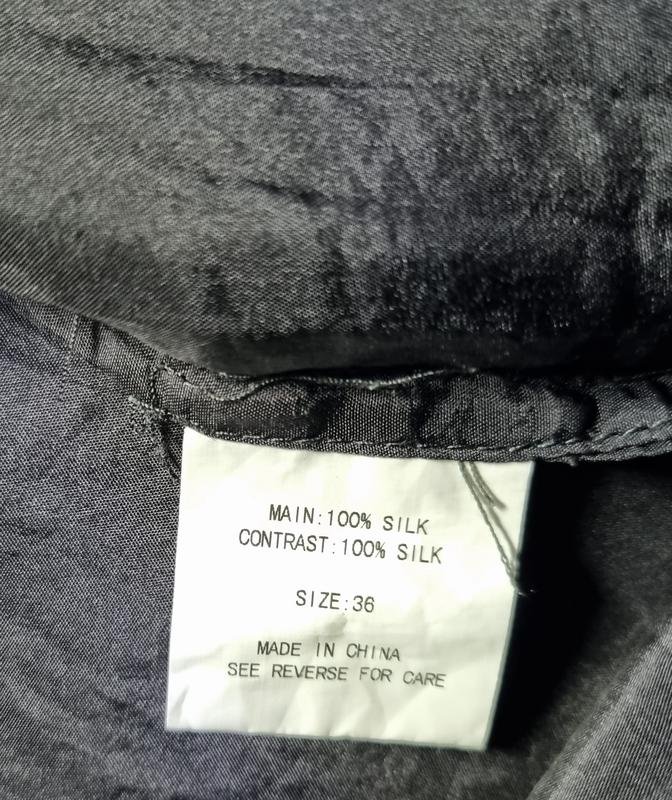 MAIN:100% SILK
CONTRAST:100% SILK
SIZE:36
MADE IN CHINA
SEE REVERSE FOR CARE